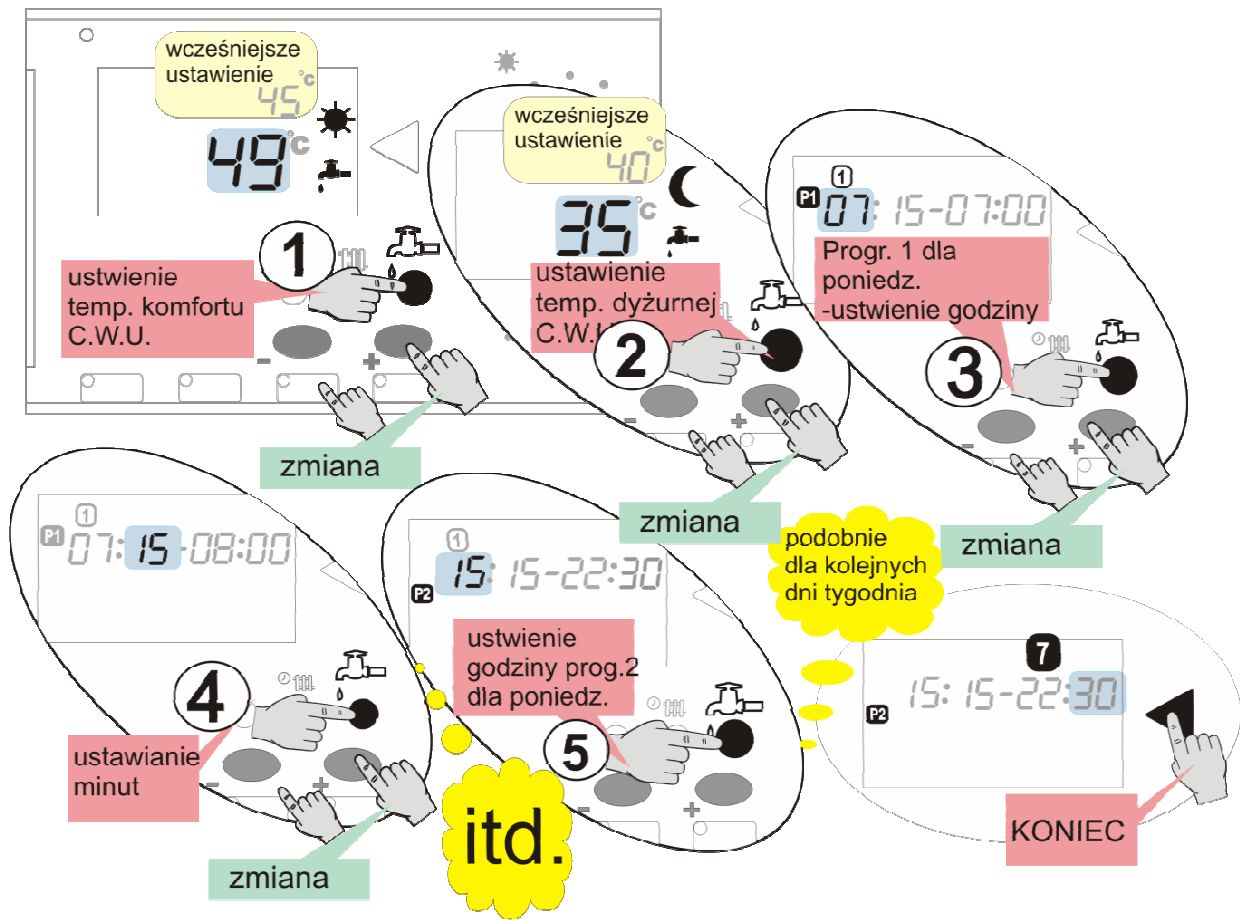 wcześniejsze
ustawienie
45°C
49°C
1
ustwienie
temp. komfortu
C.W.U.
- +
zmiana
wcześniejsze
ustawienie
40°C
35°C
ustawienie
temp. dyżurnej
C.W.U.
2
- +
zmiana
1
P1 07:15-07:00
Progr. 1 dla
poniedz.
-ustwienie godziny
3
- +
zmiana
1
P1 07:15-08:00
4
ustawianie
minut
- +
zmiana
1
15:15-22:30
P2
ustwienie
godziny prog.2
dla poniedz.
5
- +
itd.
podobnie
dla kolejnych
dni tygodnia
7
15:15-22:30
P2
KONIEC